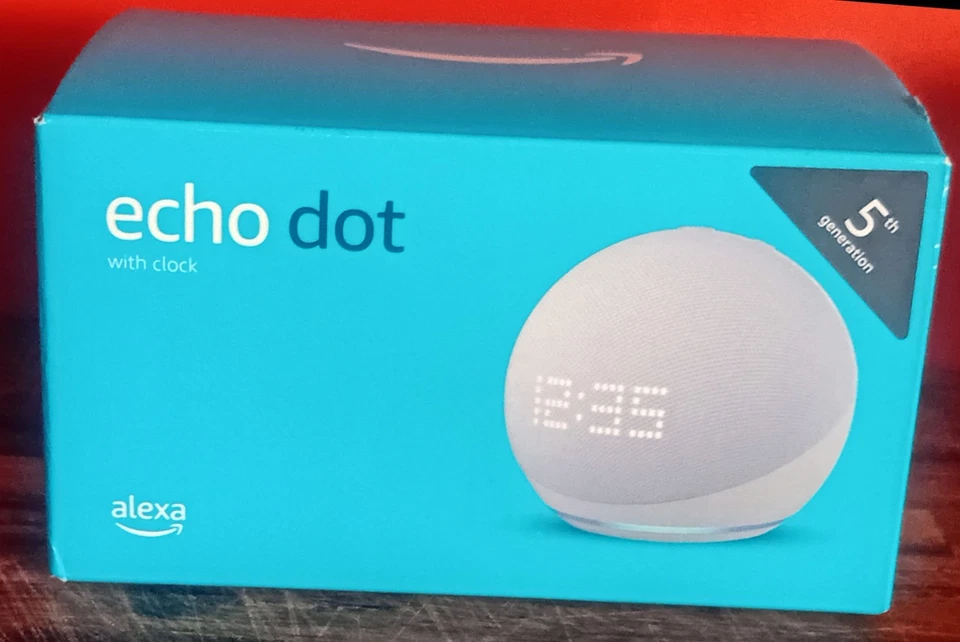 echo dot
with clock
5th
generation
12:35
alexa